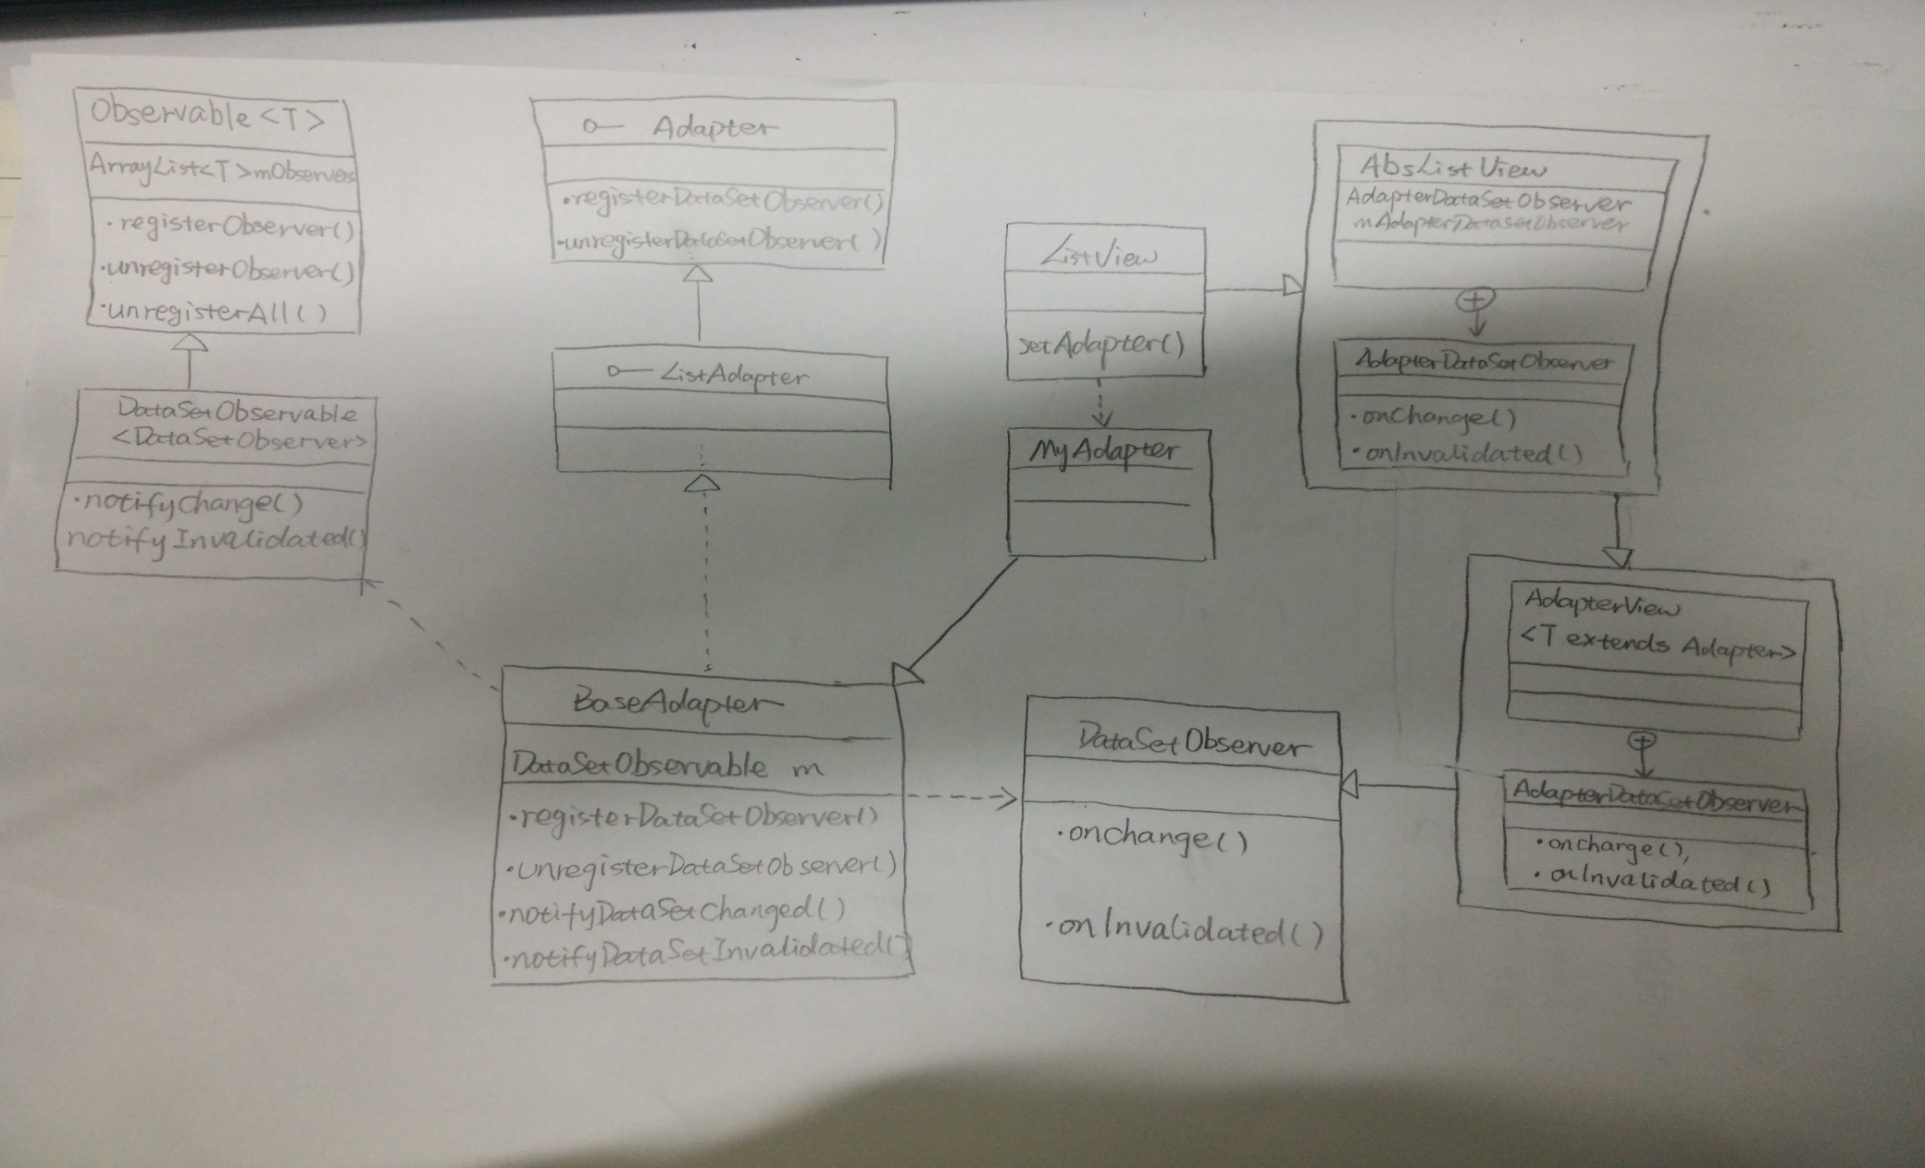 Observable<T>
ArrayList<T>mObservers
·registerObserver()
·unregisterObserver()
·unregisterAll()
DataSetObservable
<DataSetObserver>
·notifyChange()
notifyInvalidated()
Adapter
·registerDataSetObserver()
·unregisterDataSetObserver()
ListAdapter
BaseAdapter
DataSetObservable m
·registerDataSetObserver()
·unregisterDataSetObserver()
·notifyDataSetChanged()
·notifyDataSetInvalidated()
ListView
setAdapter()
MyAdapter
DataSetObserver
·onchange()
·onInvalidated()
AbsListView
AdapterDataSetObserver
mAdapterDataSetObserver
AdapterDataSetObserver
·onChange()
·onInvalidated()
AdapterView
<T extends Adapter>
AdapterDataSetObserver
·onchange(),
·onInvalidated()